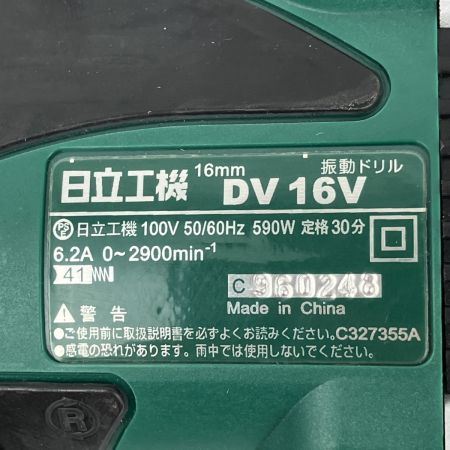 日立工機 16mm 振動ドリル DV 16V
PSE 日立工機 100V 50/60Hz 590W 定格30分
6.2A 0~2900min⁻¹
41
C 960248
Made in China
⚠警告
●ご使用前に取扱説明書を必ずよくお読みください。C327355A
●感電の恐れがあります。雨中では使用しないでください。
R